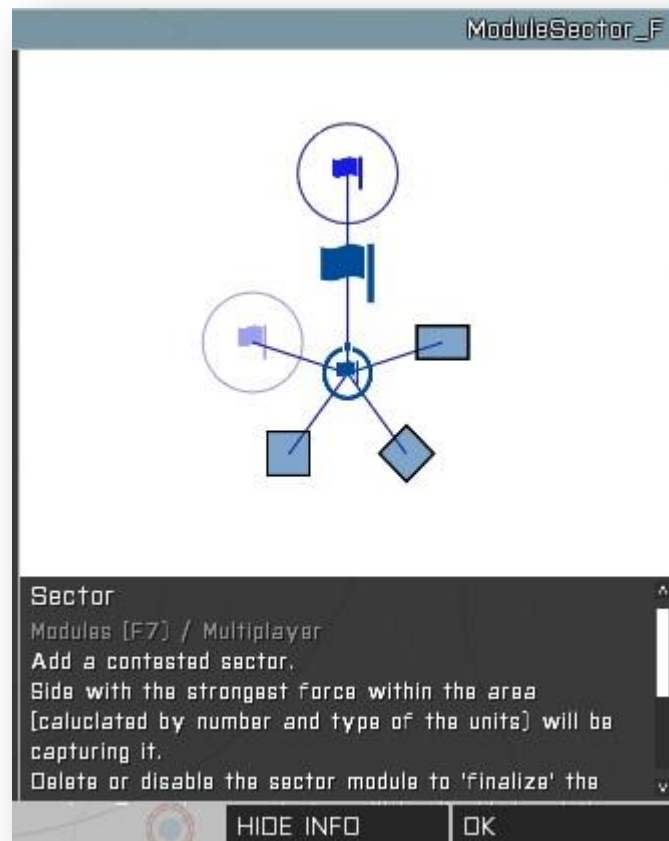 ModuleSector_F
Sector
Modules (F7) / Multiplayer
Add a contested sector.
Side with the strongest force within the area
(caluclated by number and type of the units) will be
capturing it.
Delete or disable the sector module to 'finalize' the
HIDE INFO
OK